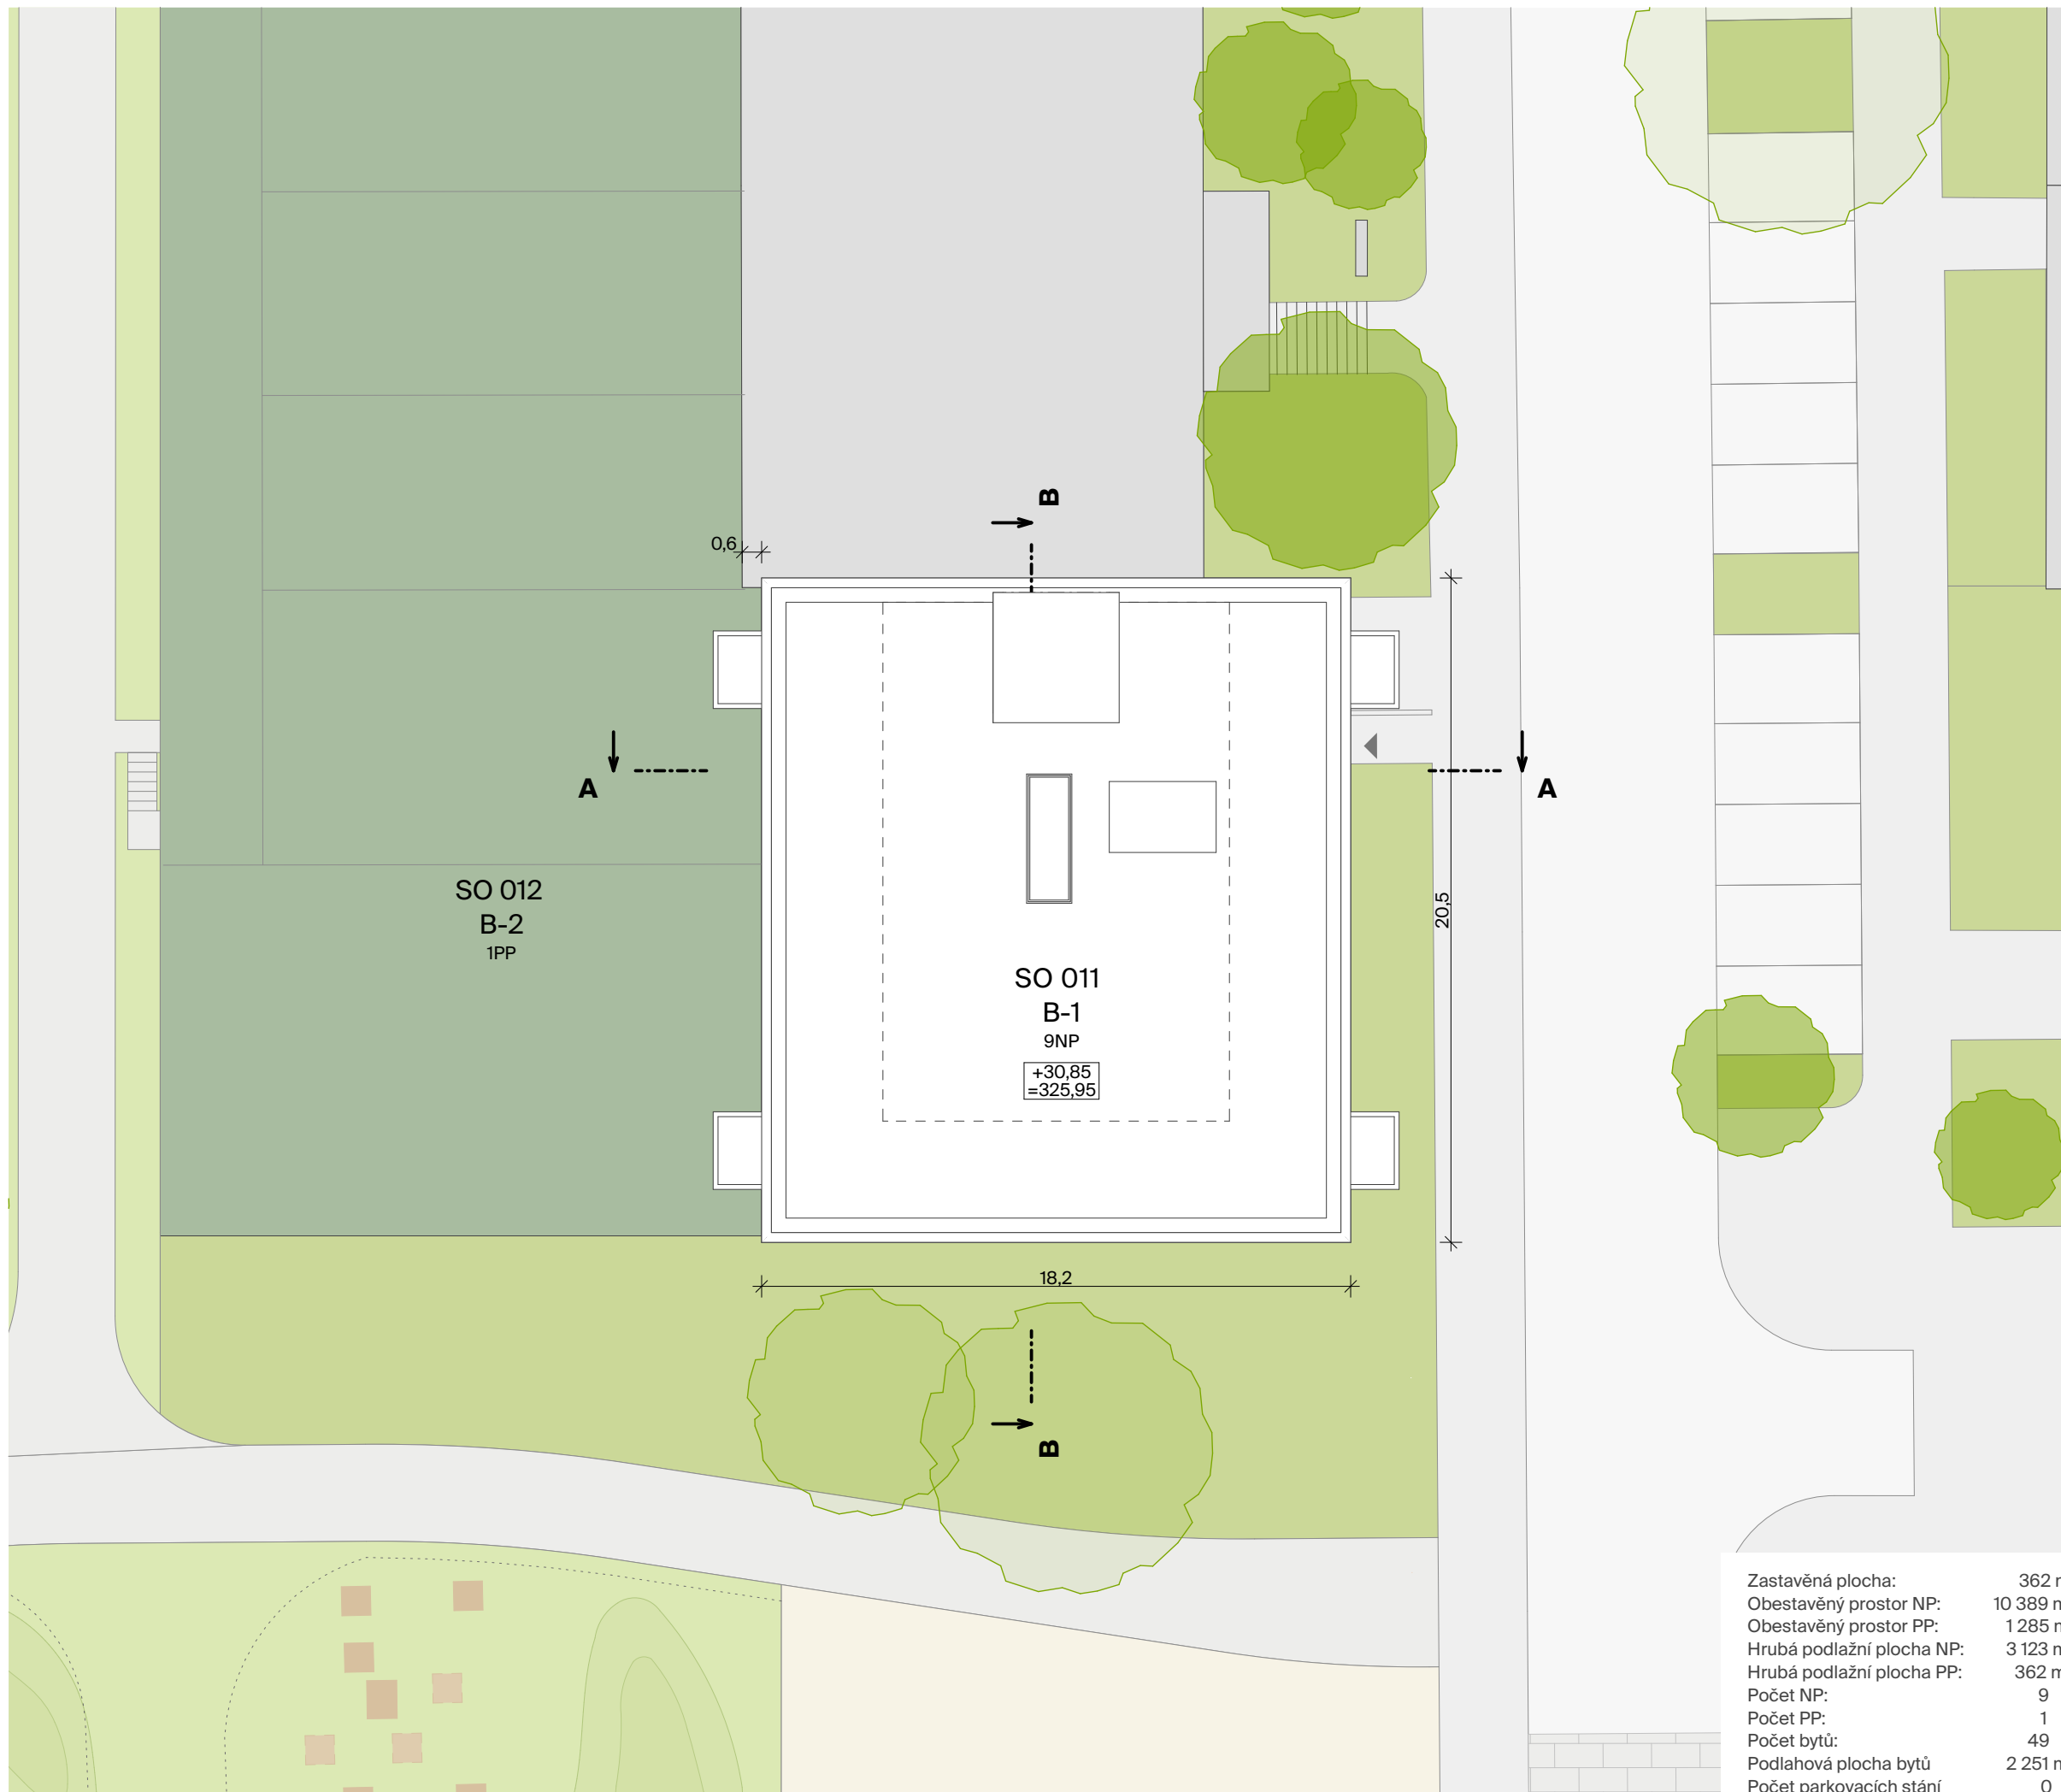 B
0,6
A
A
20,5
SO 012
B-2
1PP
SO 011
B-1
9NP
+30,85
=325,95
18,2
B
Zastavěná plocha: 362
Obestavěný prostor NP: 10 389
Obestavěný prostor PP: 1 285
Hrubá podlažní plocha NP: 3 123
Hrubá podlažní plocha PP: 362
Počet NP: 9
Počet PP: 1
Počet bytů: 49
Podlahová plocha bytů 2 251
Počet parkovacích stání 0